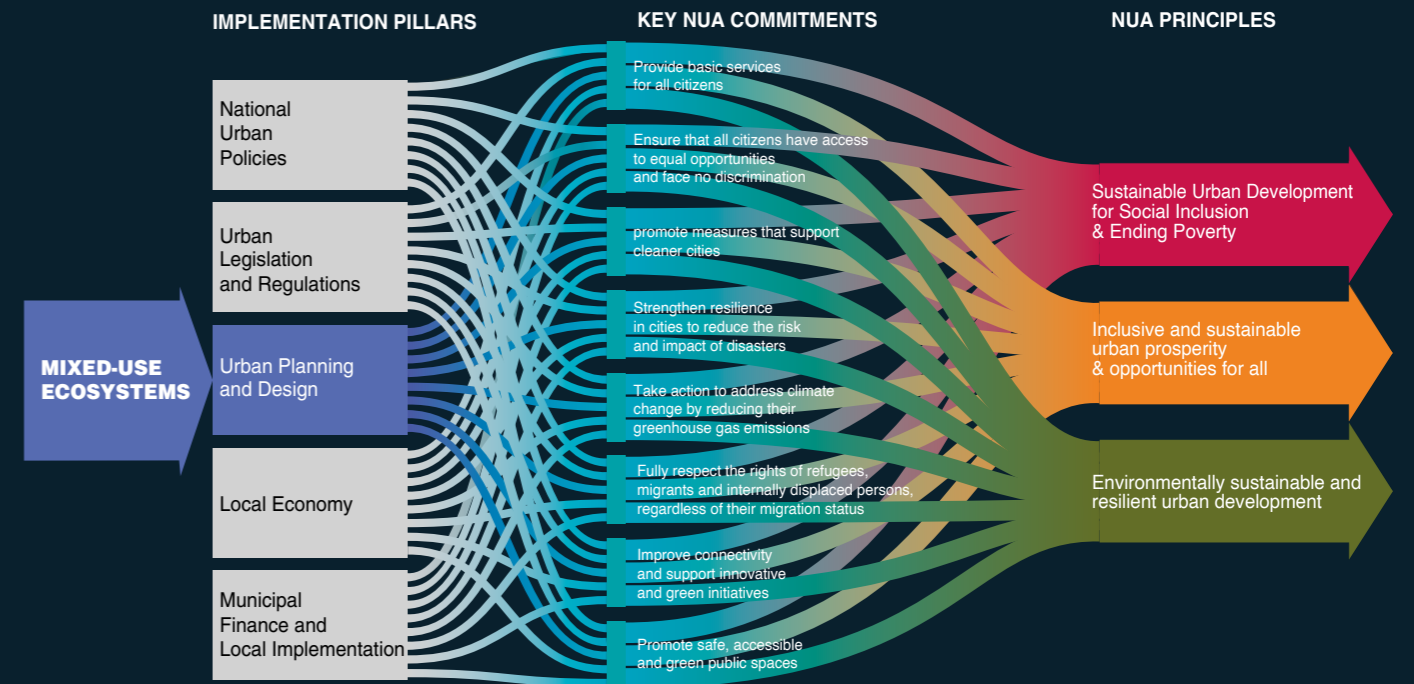 IMPLEMENTATION PILLARS
KEY NUA COMMITMENTS
NUA PRINCIPLES
MIXED-USE
ECOSYSTEMS
National
Urban
Policies
Urban
Legislation
and Regulations
Urban Planning
and Design
Local Economy
Municipal
Finance and
Local Implementation
Provide basic services
for all citizens
Ensure that all citizens have access
to equal opportunities
and face no discrimination
promote measures that support
cleaner cities
Strengthen resilience
in cities to reduce the risk
and impact of disasters
Take action to address climate
change by reducing their
greenhouse gas emissions
Fully respect the rights of refugees,
migrants and internally displaced persons,
regardless of their migration status
Improve connectivity
and support innovative
and green initiatives
Promote safe, accessible
and green public spaces
Sustainable Urban Development
for Social Inclusion
& Ending Poverty
Inclusive and sustainable
urban prosperity
& opportunities for all
Environmentally sustainable and
resilient urban development